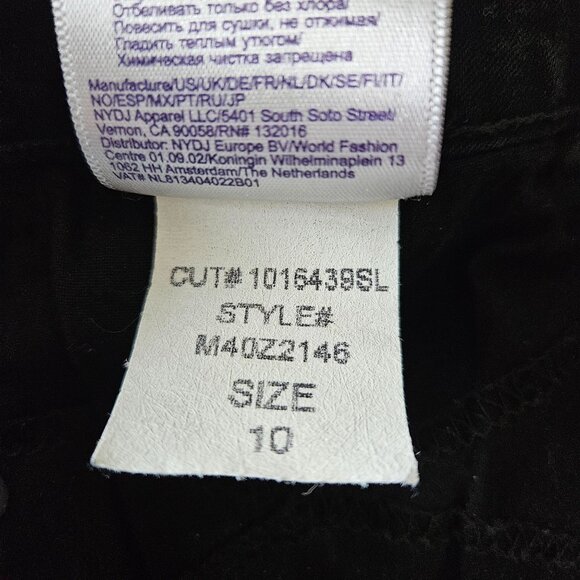 Отбеливать только без хлора/
Повесить для сушки, не отжимая/
Гладить теплым утюгом/
Химическая чистка запрещена
Manufacture/US/UK/DE/FR/NL/DK/SE/FI/IT/
NO/ESP/MX/PT/RU/JP
NYDJ Apparel LLC/5401 South Soto Street/
Vernon, CA 90058/RN# 132016
Distributor: NYDJ Europe BV/World Fashion
Centre 01.09.02/Koningin Wilhelminaplein 13
1062 HH Amsterdam/The Netherlands
VAT# NL813404022B01
CUT# 1016439SL
STYLE#
M40Z2146
SIZE
10